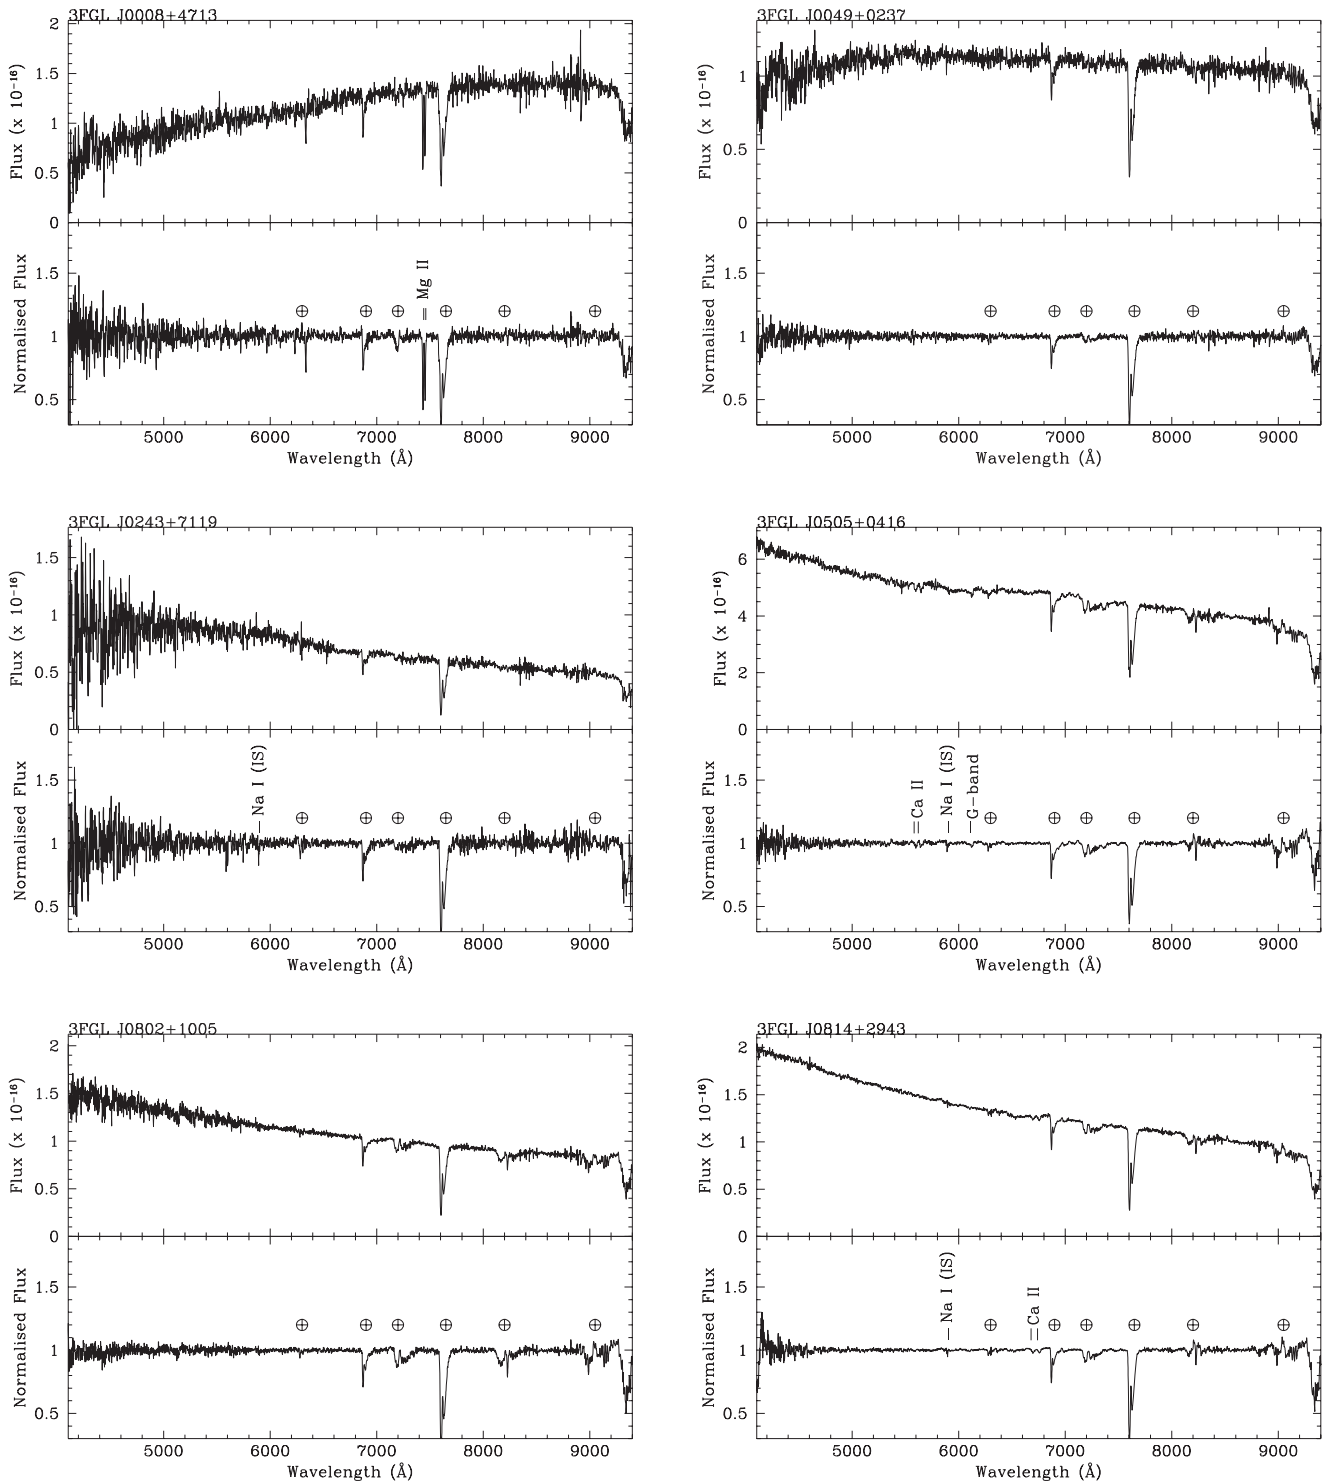 3FGL J0008+4713
Flux (x 10⁻¹⁶)
2
1.5
1
0.5
0
Normalised Flux
1.5
1
0.5
Mg II
⊕ ⊕ ⊕ ⊕ ⊕ ⊕
5000 6000 7000 8000 9000
Wavelength (Å)
3FGL J0049+0237
Flux (x 10⁻¹⁶)
1
0.5
0
Normalised Flux
1.5
1
0.5
⊕ ⊕ ⊕ ⊕ ⊕ ⊕
5000 6000 7000 8000 9000
Wavelength (Å)
3FGL J0243+7119
Flux (x 10⁻¹⁶)
1.5
1
0.5
0
Normalised Flux
1.5
1
0.5
Na I (IS)
⊕ ⊕ ⊕ ⊕ ⊕ ⊕
5000 6000 7000 8000 9000
Wavelength (Å)
3FGL J0505+0416
Flux (x 10⁻¹⁶)
6
4
2
0
Normalised Flux
1.5
1
0.5
Ca II
Na I (IS)
G-band
⊕ ⊕ ⊕ ⊕ ⊕ ⊕
5000 6000 7000 8000 9000
Wavelength (Å)
3FGL J0802+1005
Flux (x 10⁻¹⁶)
2
1.5
1
0.5
0
Normalised Flux
1.5
1
0.5
⊕ ⊕ ⊕ ⊕ ⊕ ⊕
5000 6000 7000 8000 9000
Wavelength (Å)
3FGL J0814+2943
Flux (x 10⁻¹⁶)
2
1.5
1
0.5
0
Normalised Flux
1.5
1
0.5
Na I (IS)
Ca II
⊕ ⊕ ⊕ ⊕ ⊕ ⊕
5000 6000 7000 8000 9000
Wavelength (Å)